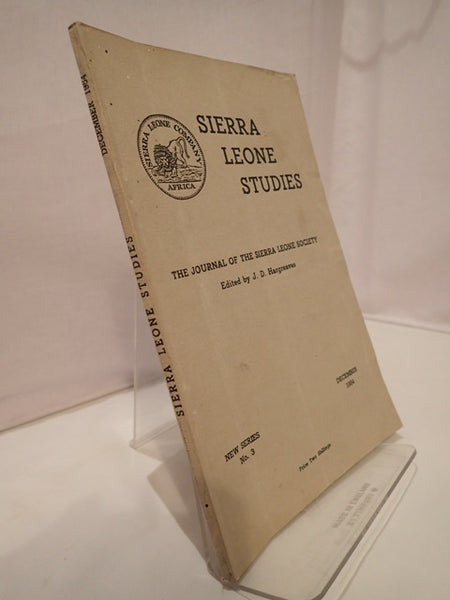 DECEMBER 1954
SIERRA LEONE STUDIES
SIERRA LEONE COMPANY
AFRICA
SIERRA
LEONE
STUDIES
THE JOURNAL OF THE SIERRA LEONE SOCIETY
Edited by J. D. Hargreaves
NEW SERIES
No. 3
DECEMBER
1954
Price Two Shillings